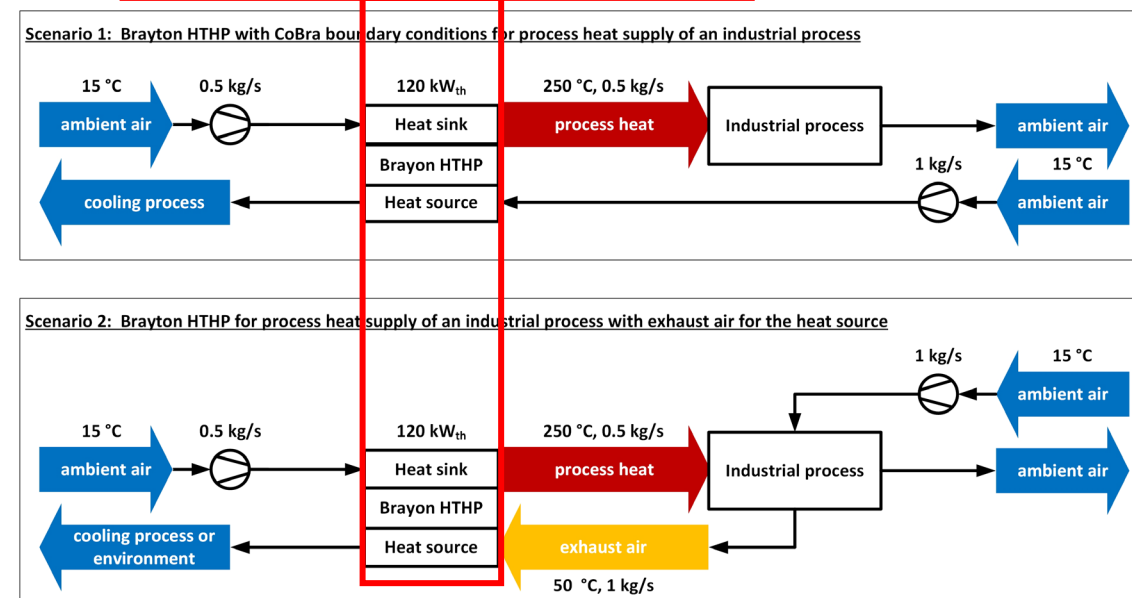 Scenario 1: Brayton HTHP with CoBra boundary conditions for process heat supply of an industrial process
15 °C
0.5 kg/s
120 kWth
250 °C, 0.5 kg/s
ambient air
Heat sink
process heat
Industrial process
ambient air
Brayon HTHP
1 kg/s
15 °C
cooling process
Heat source
ambient air
Scenario 2: Brayton HTHP for process heat supply of an industrial process with exhaust air for the heat source
1 kg/s
15 °C
ambient air
15 °C
0.5 kg/s
120 kWth
250 °C, 0.5 kg/s
ambient air
Heat sink
process heat
Industrial process
ambient air
Brayon HTHP
cooling process or
environment
Heat source
exhaust air
50 °C, 1 kg/s